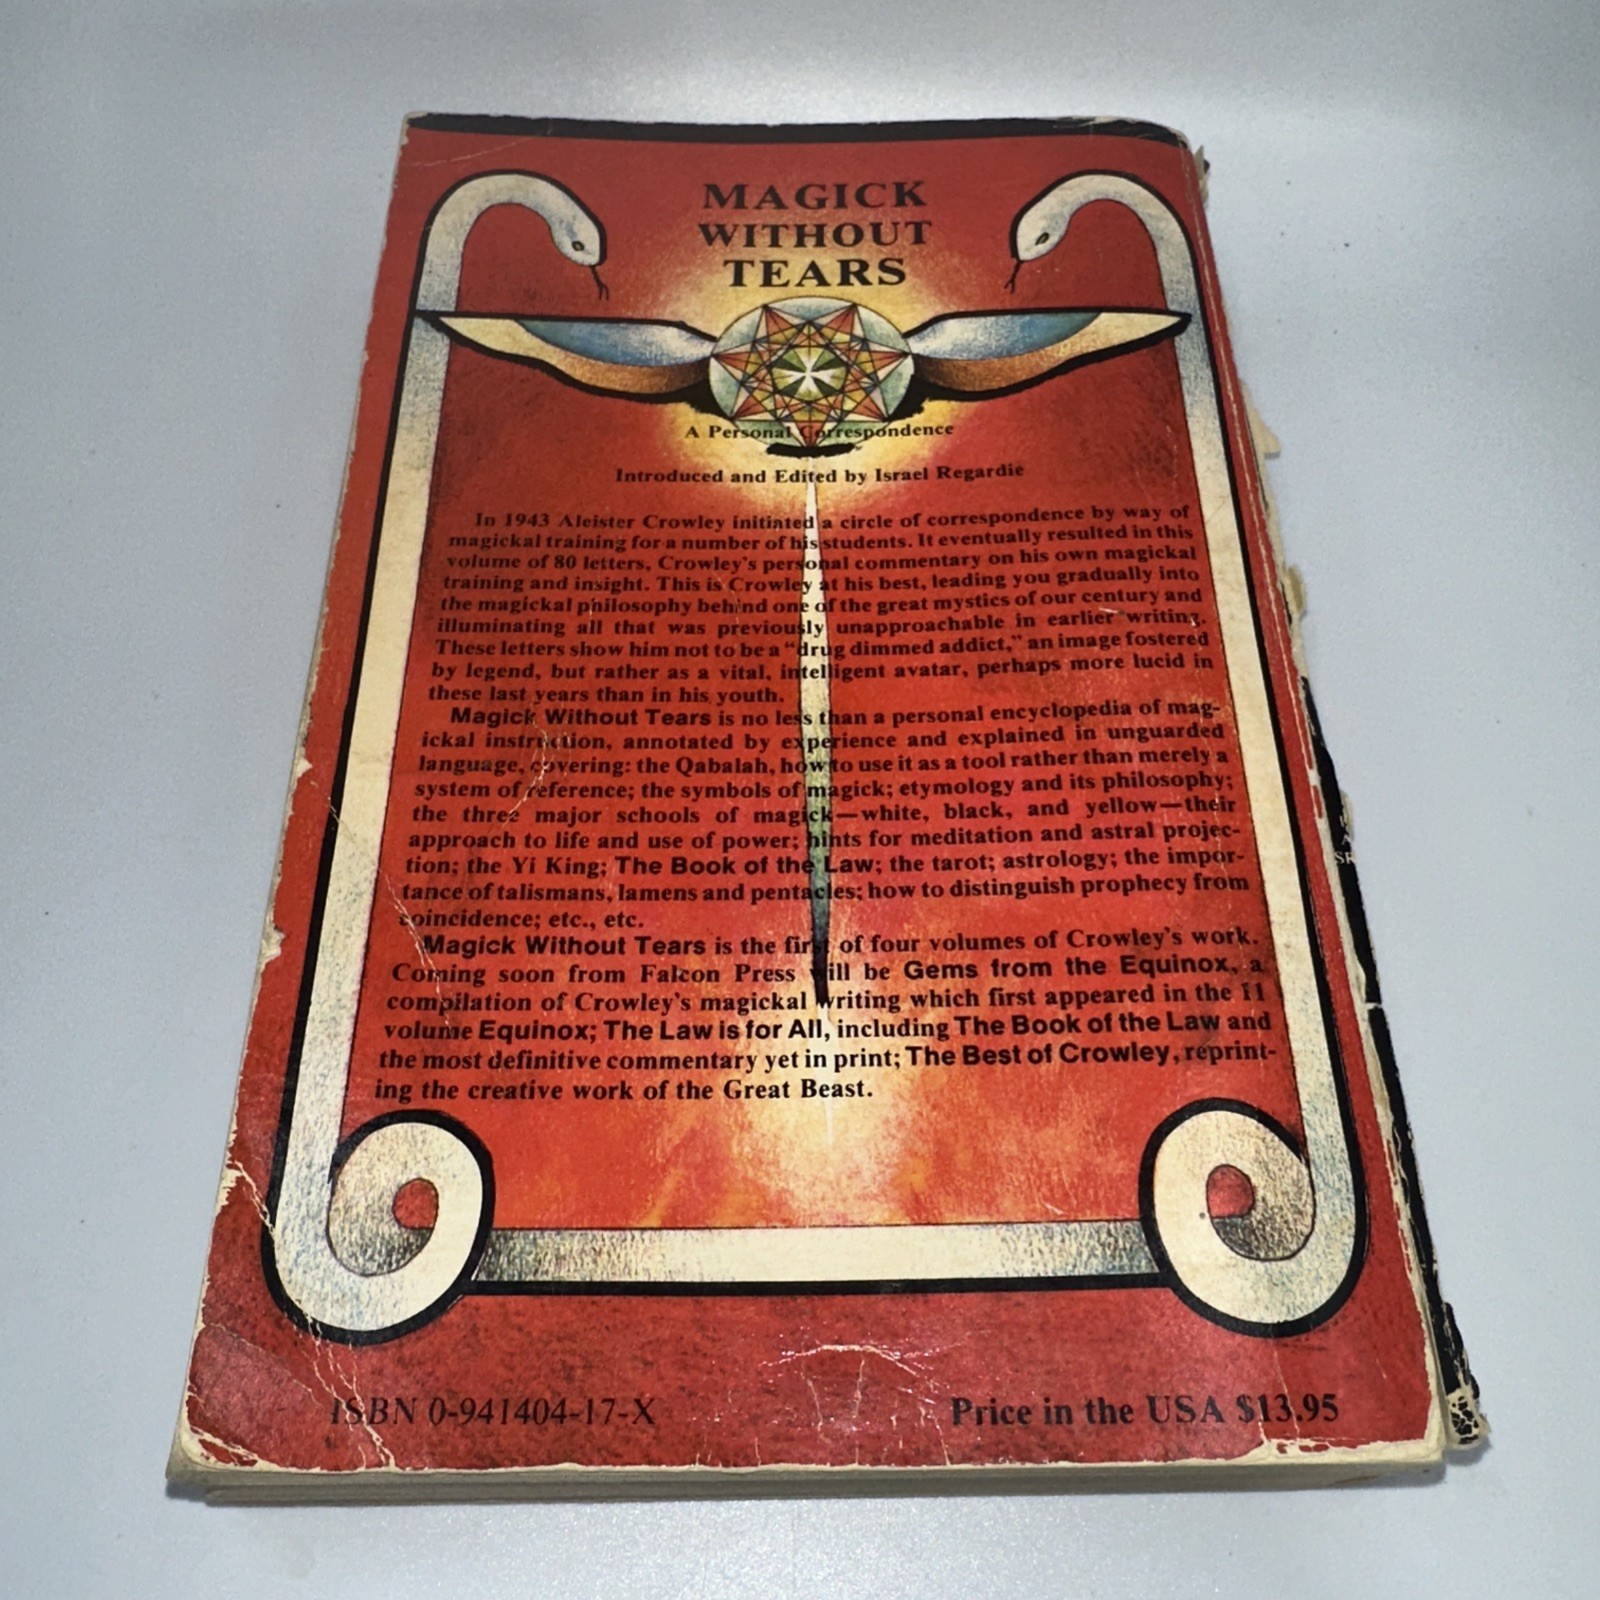 MAGICK
WITHOUT
TEARS
A Personal Correspondence
Introduced and Edited by Israel Regardie
In 1943 Aleister Crowley initiated a circle of correspondence by way of
magickal training for a number of his students. It eventually resulted in this
volume of 80 letters, Crowley's personal commentary on his own magickal
training and insight. This is Crowley at his best, leading you gradually into
the magickal philosophy behind one of the great mystics of our century and
illuminating all that was previously unapproachable in earlier writing.
These letters show him not to be a “drug dimmed addict,” an image fostered
by legend, but rather as a vital, intelligent avatar, perhaps more lucid in
these last years than in his youth.
Magick Without Tears is no less than a personal encyclopedia of mag-
ickal instruction, annotated by experience and explained in unguarded
language, covering: the Qabalah, how to use it as a tool rather than merely a
system of reference; the symbols of magick; etymology and its philosophy;
the three major schools of magick—white, black, and yellow—their
approach to life and use of power; hints for meditation and astral projec-
tion; the Yi King; The Book of the Law; the tarot; astrology; the impor-
tance of talismans, lamens and pentacles; how to distinguish prophecy from
coincidence; etc., etc.
Magick Without Tears is the first of four volumes of Crowley's work.
Coming soon from Falcon Press will be Gems from the Equinox, a
compilation of Crowley's magickal writing which first appeared in the 11
volume Equinox; The Law is for All, including The Book of the Law and
the most definitive commentary yet in print; The Best of Crowley, reprint-
ing the creative work of the Great Beast.
ISBN 0-941404-17-X
Price in the USA $13.95